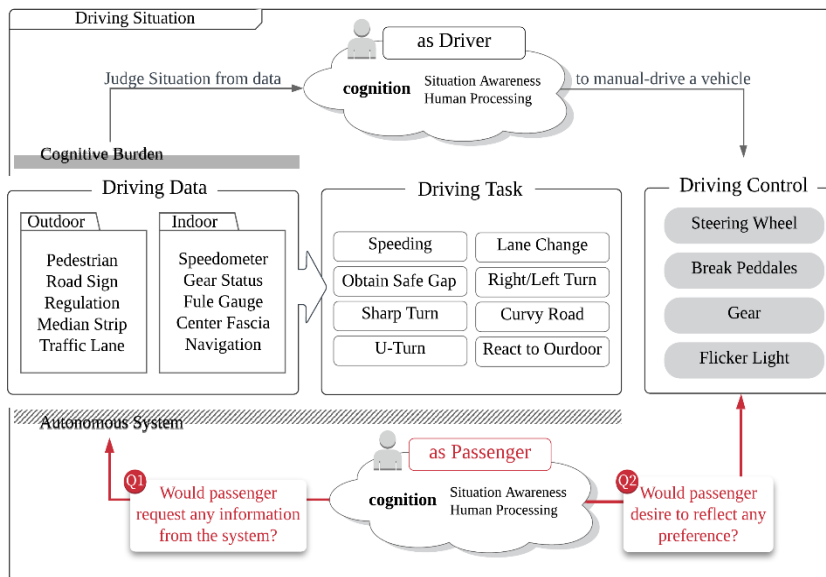 Driving Situation
as Driver
Judge Situation from data
cognition
Situation Awareness
Human Processing
to manual-drive a vehicle
Cognitive Burden
Driving Data
Outdoor
Pedestrian
Road Sign
Regulation
Median Strip
Traffic Lane
Indoor
Speedometer
Gear Status
Fule Gauge
Center Fascia
Navigation
Driving Task
Speeding
Lane Change
Obtain Safe Gap
Right/Left Turn
Sharp Turn
Curvy Road
U-Turn
React to Ourdoor
Driving Control
Steering Wheel
Break Peddales
Gear
Flicker Light
Autonomous System
as Passenger
Q1
Would passenger
request any information
from the system?
cognition
Situation Awareness
Human Processing
Q2
Would passenger
desire to reflect any
preference?